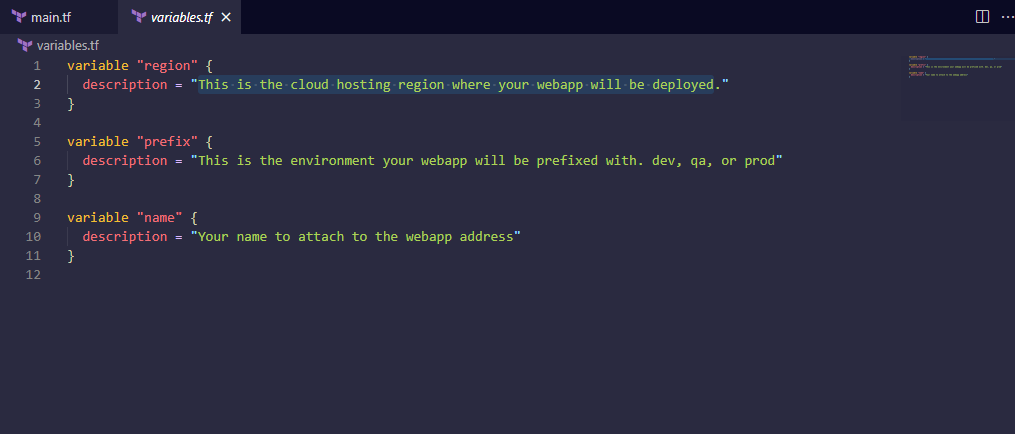 main.tf
variables.tf ×
variables.tf
1 variable "region" {
2   description = "This is the cloud hosting region where your webapp will be deployed."
3 }
4
5 variable "prefix" {
6   description = "This is the environment your webapp will be prefixed with. dev, qa, or prod"
7 }
8
9 variable "name" {
10   description = "Your name to attach to the webapp address"
11 }
12